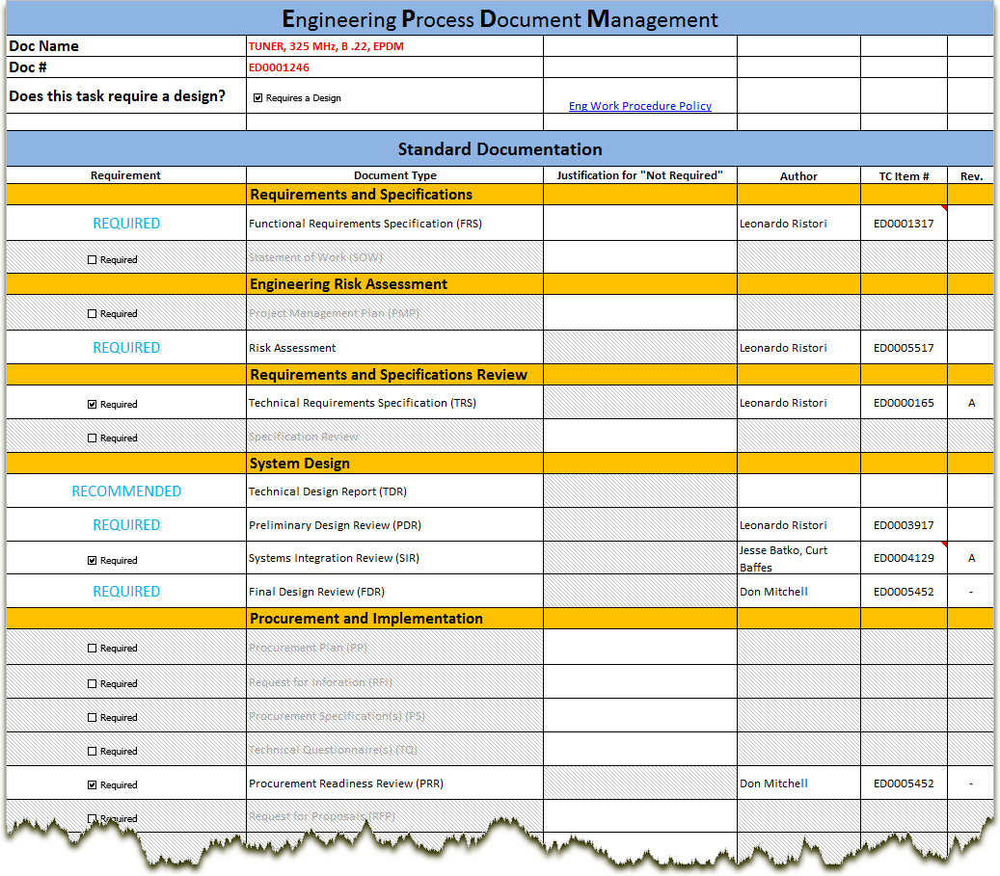 Engineering Process Document Management
Doc Name TUNER, 325 MHz, B .22, EPDM
Doc # ED0001246
Does this task require a design? Requires a Design Eng Work Procedure Policy
Standard Documentation
Requirement Document Type Justification for "Not Required" Author TC Item # Rev.
Requirements and Specifications
REQUIRED Functional Requirements Specification (FRS) Leonardo Ristori ED0001317
Required Statement of Work (SOW)
Engineering Risk Assessment
Required Project Management Plan (PMP)
REQUIRED Risk Assessment Leonardo Ristori ED0005517
Requirements and Specifications Review
Required Technical Requirements Specification (TRS) Leonardo Ristori ED0000165 A
Required Specification Review
System Design
RECOMMENDED Technical Design Report (TDR)
REQUIRED Preliminary Design Review (PDR) Leonardo Ristori ED0003917
Required Systems Integration Review (SIR) Jesse Batko, Curt Baffes ED0004129 A
REQUIRED Final Design Review (FDR) Don Mitchell ED0005452 -
Procurement and Implementation
Required Procurement Plan (PP)
Required Request for Inforation (RFI)
Required Procurement Specification(s) (PS)
Required Technical Questionnaire(s) (TQ)
Required Procurement Readiness Review (PRR) Don Mitchell ED0005452 -
Required Request for Proposals (RFP)